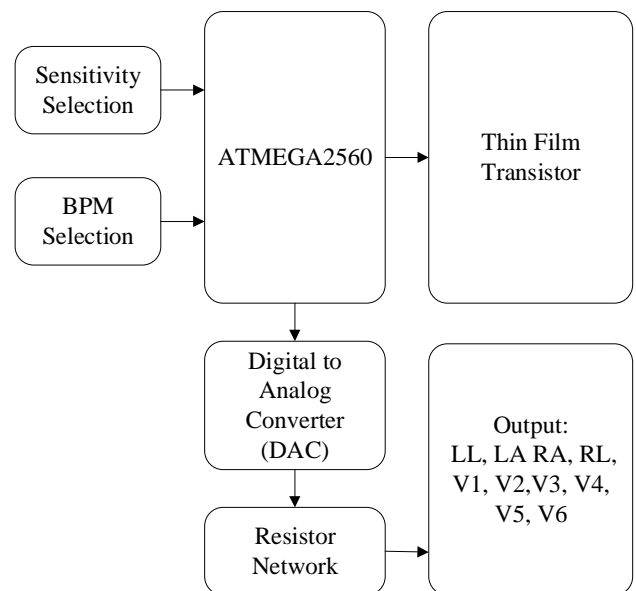 Sensitivity
Selection
BPM
Selection
ATMEGA2560
Thin Film
Transistor
Digital to
Analog
Converter
(DAC)
Resistor
Network
Output:
LL, LA RA, RL,
V1, V2,V3, V4,
V5, V6